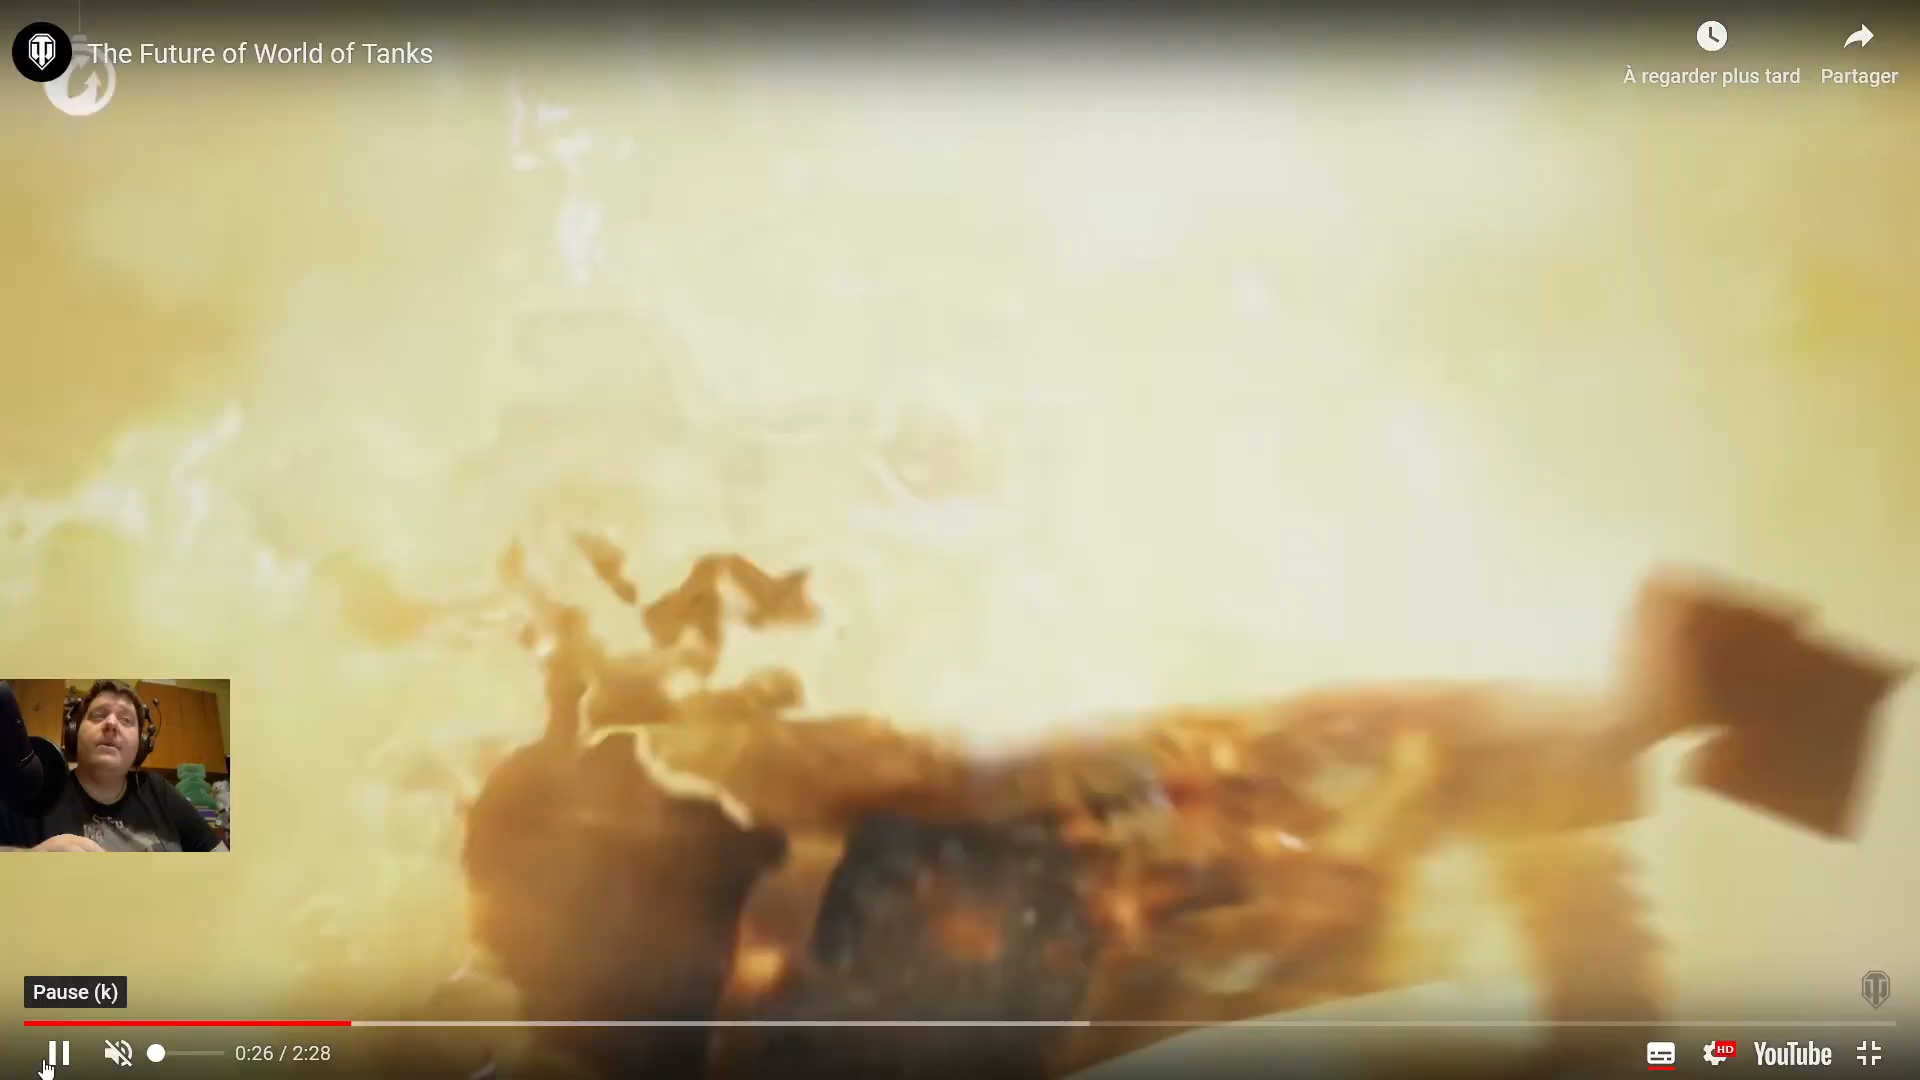 The Future of World of Tanks
À regarder plus tard
Partager
Pause (k)
0:26 / 2:28
HD
YouTube